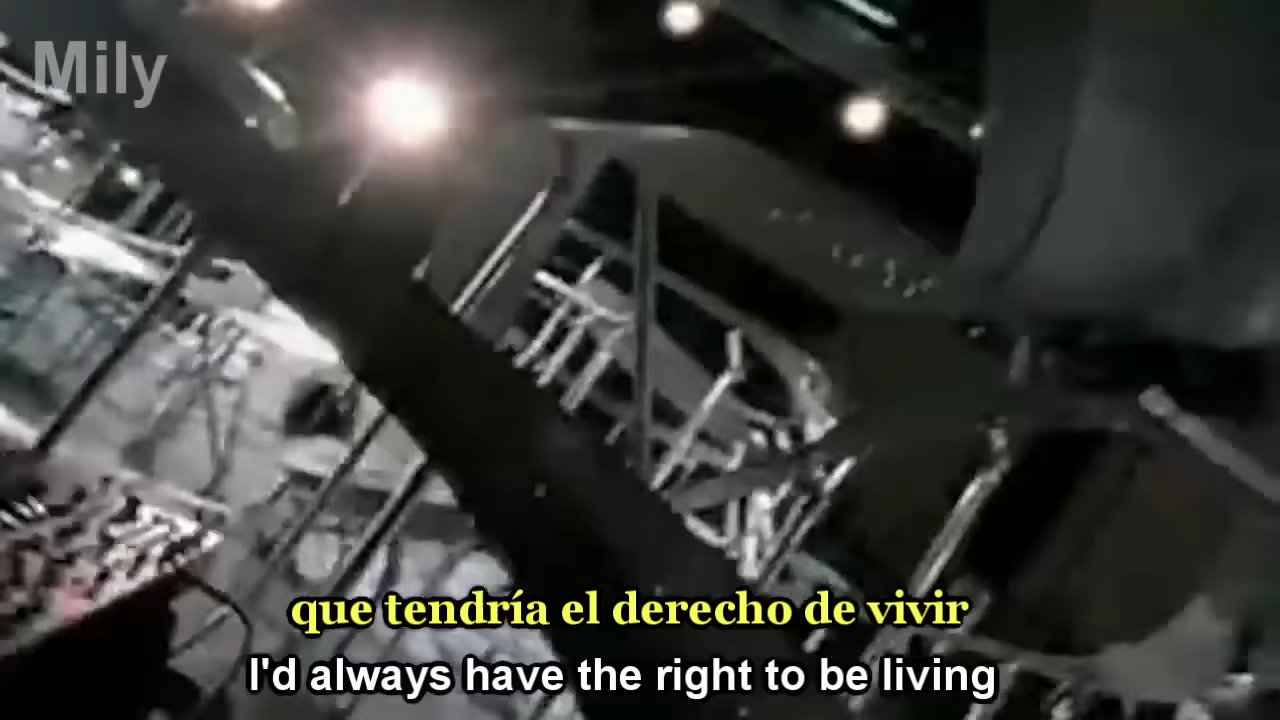 Mily
que tendría el derecho de vivir
I'd always have the right to be living